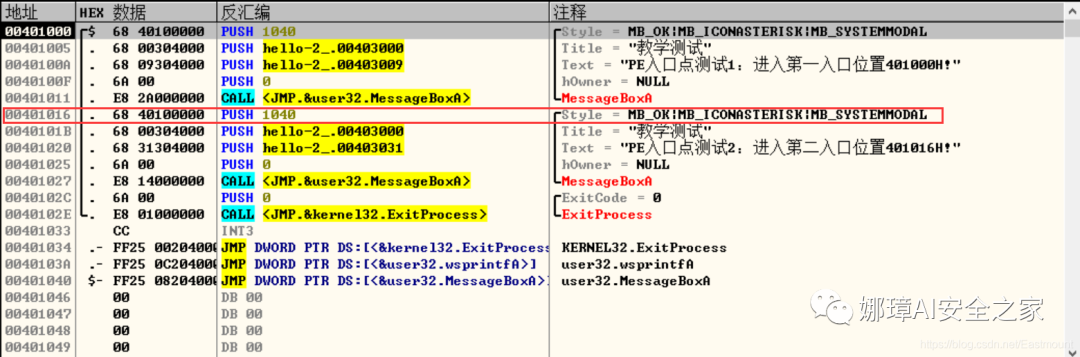 地址 HEX 数据 反汇编 注释
00401000 $ 68 40100000 PUSH 1040 Style = MB_OK|MB_ICONASTERISK|MB_SYSTEMMODAL
00401005 . 68 00304000 PUSH hello-2_.00403000 Title = "教学测试"
0040100A . 68 09304000 PUSH hello-2_.00403009 Text = "PE入口点测试1：进入第一入口位置401000H!"
0040100F . 6A 00 PUSH 0 hOwner = NULL
00401011 . E8 2A000000 CALL <JMP.&user32.MessageBoxA> MessageBoxA
00401016 . 68 40100000 PUSH 1040 Style = MB_OK|MB_ICONASTERISK|MB_SYSTEMMODAL
0040101B . 68 00304000 PUSH hello-2_.00403000 Title = "教学测试"
00401020 . 68 31304000 PUSH hello-2_.00403031 Text = "PE入口点测试2：进入第二入口位置401016H!"
00401025 . 6A 00 PUSH 0 hOwner = NULL
00401027 . E8 14000000 CALL <JMP.&user32.MessageBoxA> MessageBoxA
0040102C . 6A 00 PUSH 0 ExitCode = 0
0040102E . E8 01000000 CALL <JMP.&kernel32.ExitProcess> ExitProcess
00401033 CC INT3
00401034 .- FF25 00204000 JMP DWORD PTR DS:[<&kernel32.ExitProcess KERNEL32.ExitProcess
0040103A .- FF25 0C204000 JMP DWORD PTR DS:[<&user32.wsprintfA>] user32.wsprintfA
00401040 $- FF25 08204000 JMP DWORD PTR DS:[<&user32.MessageBoxA>] user32.MessageBoxA
00401046 00 DB 00
00401047 00 DB 00
00401048 00 DB 00
00401049 00 DB 00
娜璋AI安全之家
https://blog.csdn.net/Eastmount